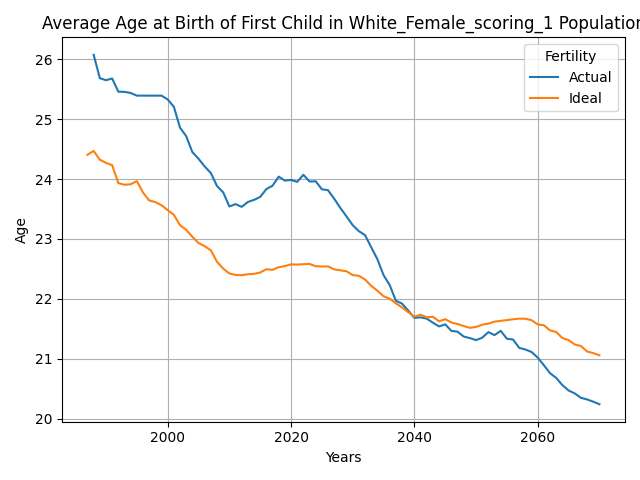 Average Age at Birth of First Child in White_Female_scoring_1 Population
Fertility
Actual
Ideal
26
25
24
23
22
21
20
Age
2000
2020
2040
2060
Years